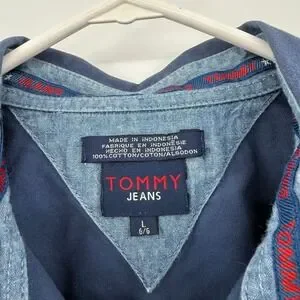 MADE IN INDONESIA
FABRIQUE EN INDONESIE
HECHO EN INDONESIA
100%COTTON/COTON/ALGODON
TOMMY
JEANS
L
G/G